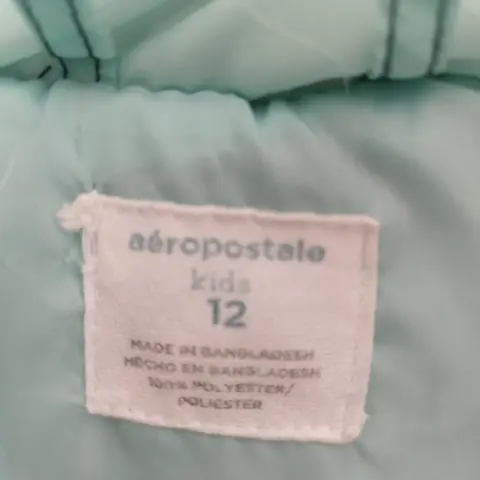 aéropostale
kids
12
MADE IN BANGLADESH
HECHO EN BANGLADESH
100% POLYESTER/
POLIESTER